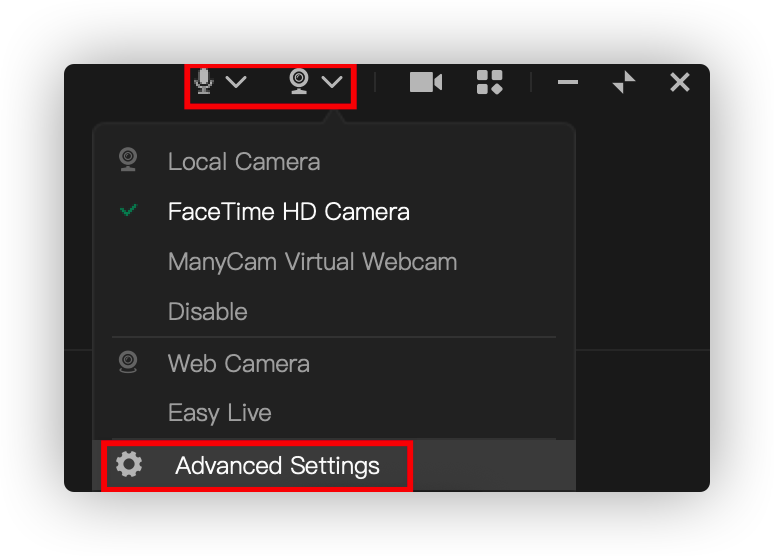 Local Camera
FaceTime HD Camera
ManyCam Virtual Webcam
Disable
Web Camera
Easy Live
Advanced Settings